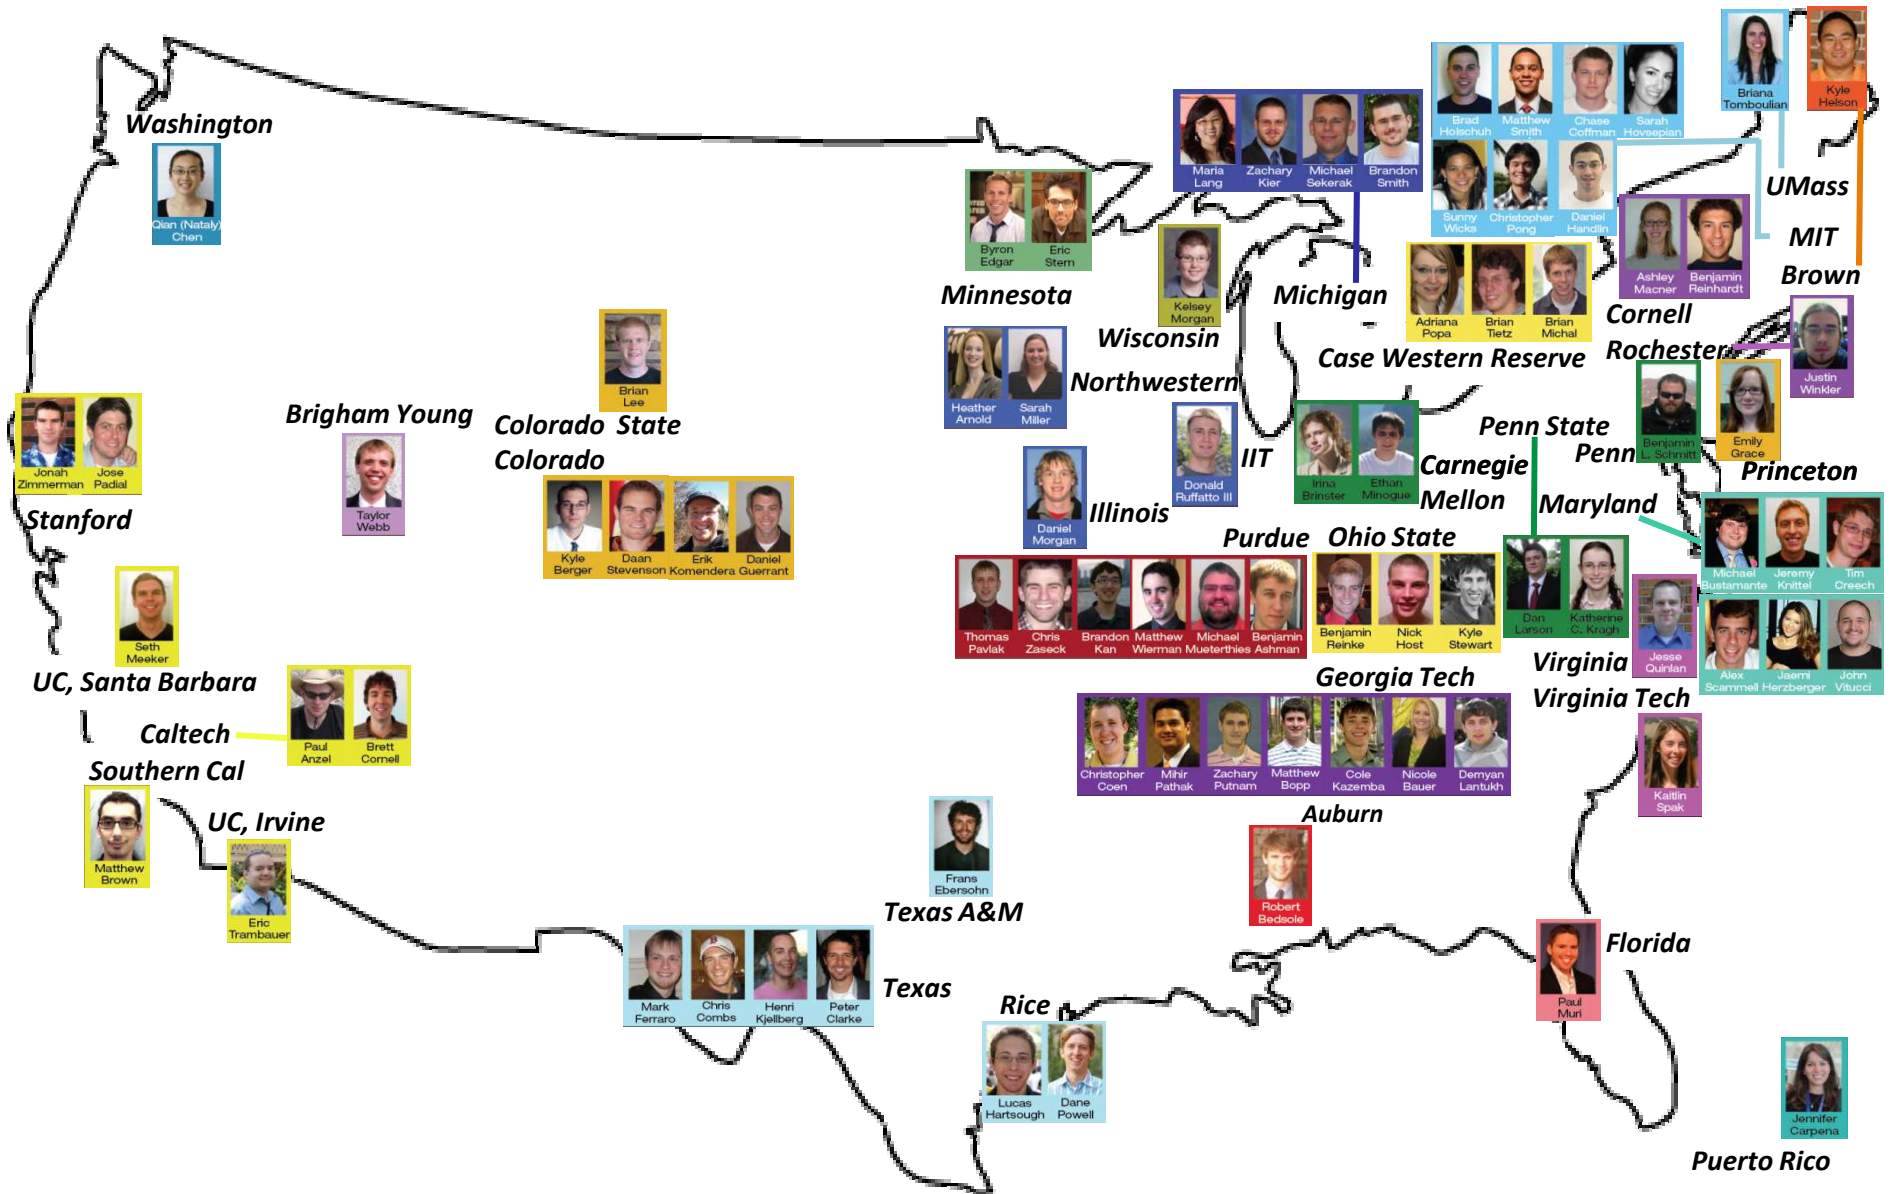 Washington
Qian (Nataly)
Chen
Jonah
Zimmerman
Jose
Padial
Stanford
Brigham Young
Taylor
Webb
Brian
Lee
Colorado State
Colorado
Kyle
Berger
Daan
Stevenson
Erik
Komendera
Daniel
Guerrant
Seth
Meeker
UC, Santa Barbara
Caltech
Paul
Anzel
Brett
Cornell
Southern Cal
Matthew
Brown
UC, Irvine
Eric
Trambauer
Byron
Edgar
Eric
Stern
Minnesota
Kelsey
Morgan
Wisconsin
Maria
Lang
Zachary
Kier
Michael
Sekerak
Brandon
Smith
Michigan
Brad
Holschuh
Matthew
Smith
Chase
Coffman
Sarah
Hovsepian
Sunny
Wicks
Christopher
Pong
Daniel
Handlin
Briana
Tomboulian
Kyle
Helson
UMass
MIT
Brown
Ashley
Macner
Benjamin
Reinhardt
Cornell
Rochester
Justin
Winkler
Adriana
Popa
Brian
Tietz
Brian
Michal
Case Western Reserve
Heather
Arnold
Sarah
Miller
Northwestern
Donald
Ruffatto III
IIT
Daniel
Morgan
Illinois
Irina
Brinster
Ethan
Minogue
Carnegie
Mellon
Penn State
Penn
Benjamin
L. Schmitt
Emily
Grace
Princeton
Maryland
Michael
Bustamante
Jeremy
Knittel
Tim
Creech
Alex
Scammell
Jaemi
Herzberger
John
Vitucci
Purdue
Thomas
Pavlak
Chris
Zaseck
Brandon
Kan
Matthew
Wierman
Michael
Mueterthies
Benjamin
Ashman
Ohio State
Benjamin
Reinke
Nick
Host
Kyle
Stewart
Dan
Larson
Katherine
C. Kragh
Virginia
Jesse
Quinlan
Virginia Tech
Kaitlin
Spak
Georgia Tech
Christopher
Coen
Mihir
Pathak
Zachary
Putnam
Matthew
Bopp
Cole
Kazemba
Nicole
Bauer
Demyan
Lantukh
Auburn
Robert
Bedsole
Frans
Ebersohn
Texas A&M
Mark
Ferraro
Chris
Combs
Henri
Kjellberg
Peter
Clarke
Texas
Rice
Lucas
Hartsough
Dane
Powell
Florida
Paul
Muri
Jennifer
Carpena
Puerto Rico